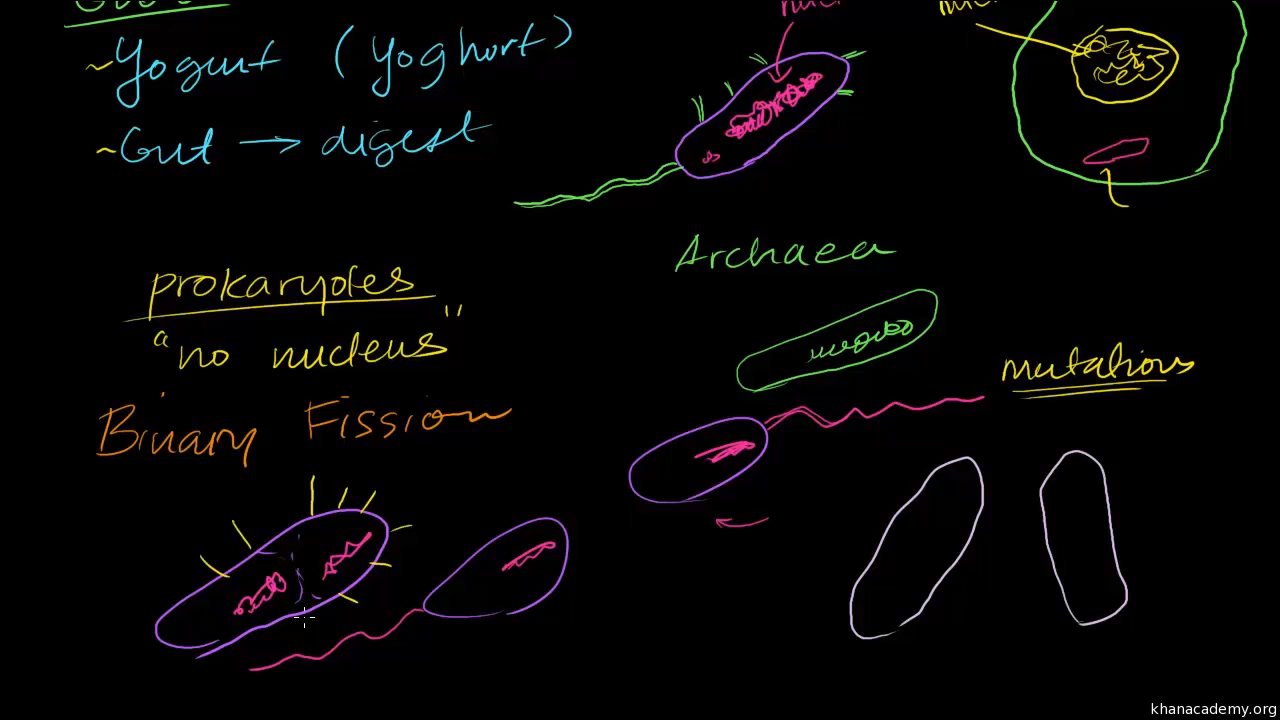 ~Yogurt (Yoghurt)
~Gut → digest
Archaea
prokaryotes
"no nucleus"
mutations
Binary Fission
khanacademy.org